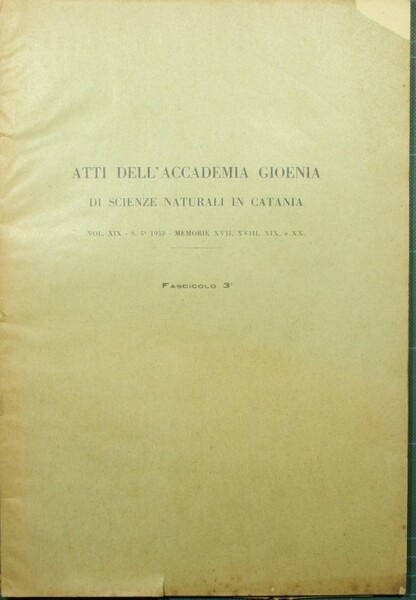 ATTI DELL'ACCADEMIA GIOENIA
DI SCIENZE NATURALI IN CATANIA
VOL. XIX - S. 5ª 1933 - MEMORIE XVII, XVIII, XIX, e XX.
FASCICOLO 3°